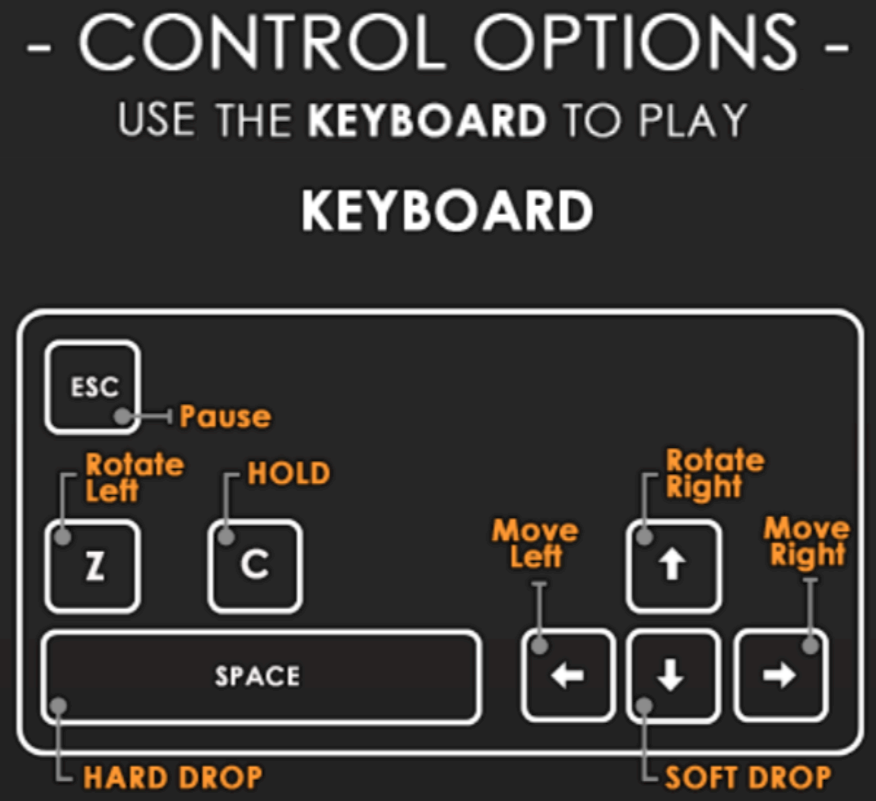 - CONTROL OPTIONS -
USE THE KEYBOARD TO PLAY
KEYBOARD
ESC
Pause
Rotate
Left
HOLD
Rotate
Right
Move
Left
Move
Right
Z
C
SPACE
HARD DROP
SOFT DROP